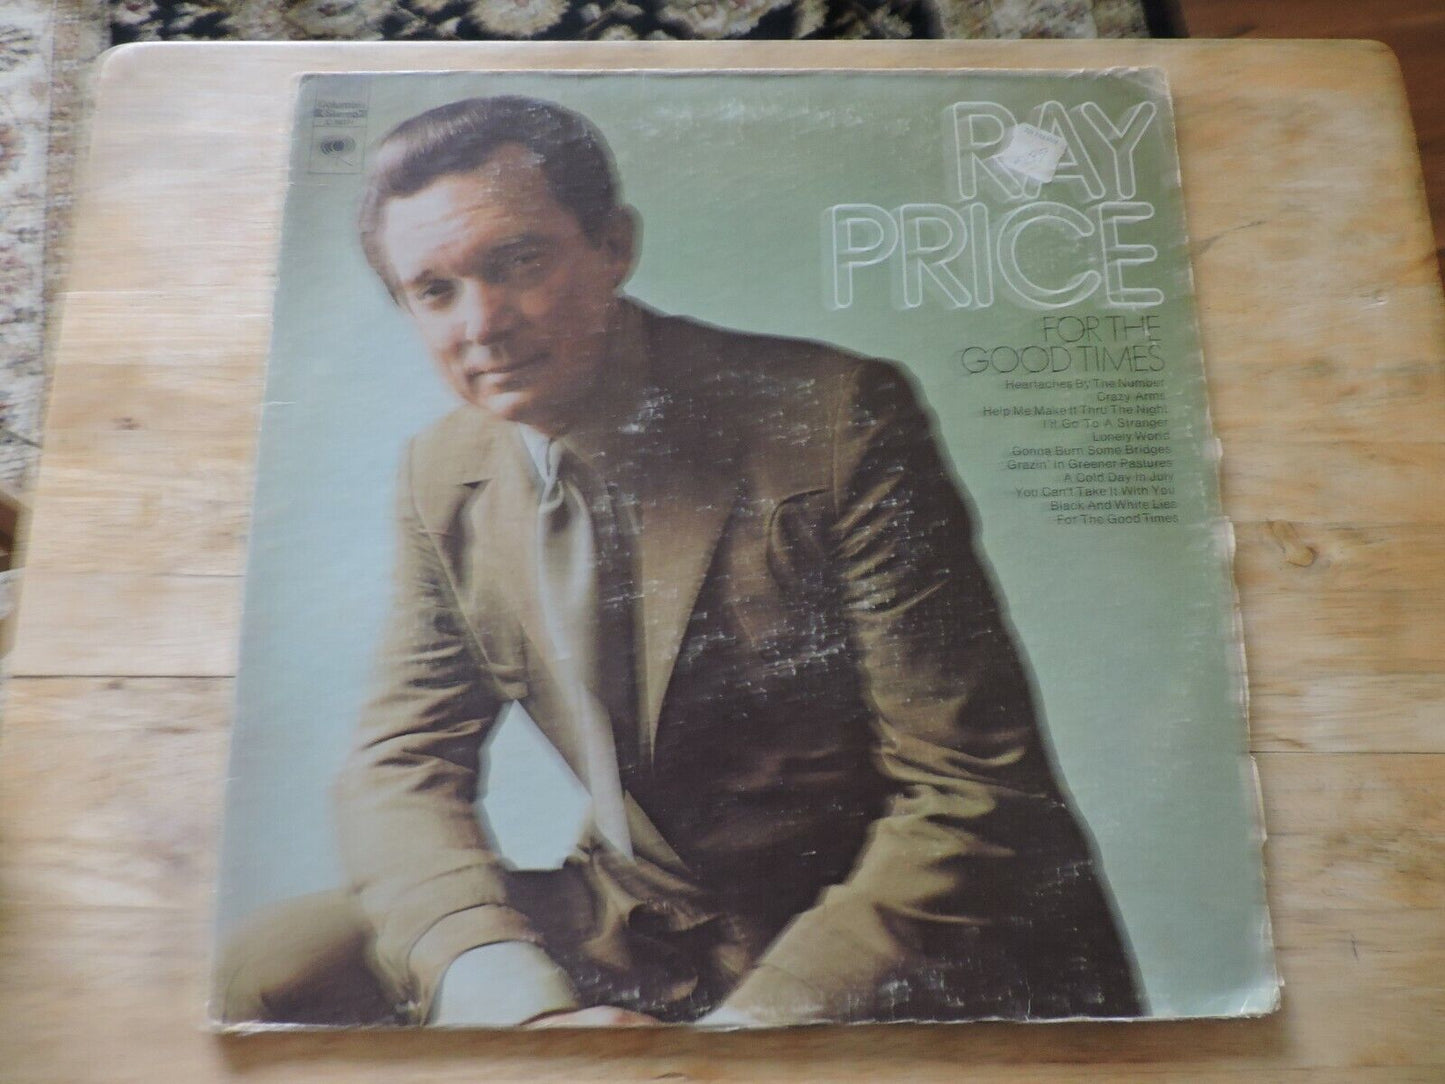 Columbia
Stereo
RAY
PRICE
FOR THE
GOOD TIMES
Heartaches By The Number
Crazy Arms
Help Me Make It Thru The Night
I'll Go To A Stranger
Lonely World
Gonna Burn Some Bridges
Grazin' In Greener Pastures
A Cold Day In July
You Can't Take It With You
Black And White Lies
For The Good Times